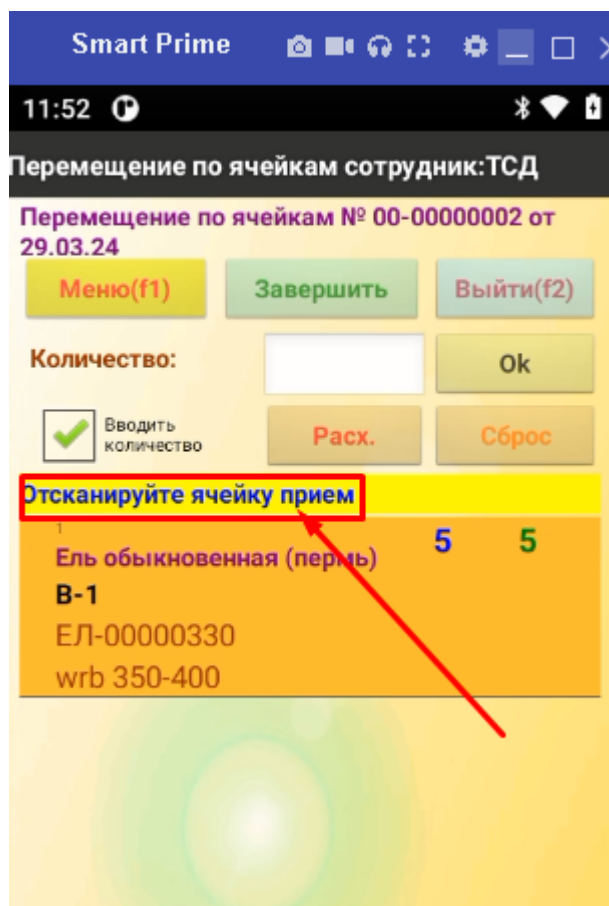 Smart Prime
11:52
Перемещение по ячейкам сотрудник:ТСД
Перемещение по ячейкам № 00-00000002 от
29.03.24
Меню(f1) Завершить Выйти(f2)
Количество: Ok
Вводить
количество
Расх. Сброс
Отсканируйте ячейку прием
1
Ель обыкновенная (пермь) 5 5
В-1
ЕЛ-00000330
wrb 350-400